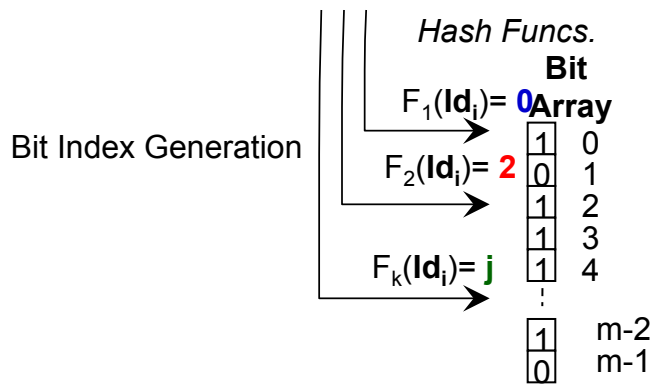 Hash Funcs.
Bit
Array
F₁(Idᵢ)= 0
Bit Index Generation
F₂(Idᵢ)= 2
Fₖ(Idᵢ)= j
1 0
0 1
1 2
1 3
1 4
1 m-2
0 m-1